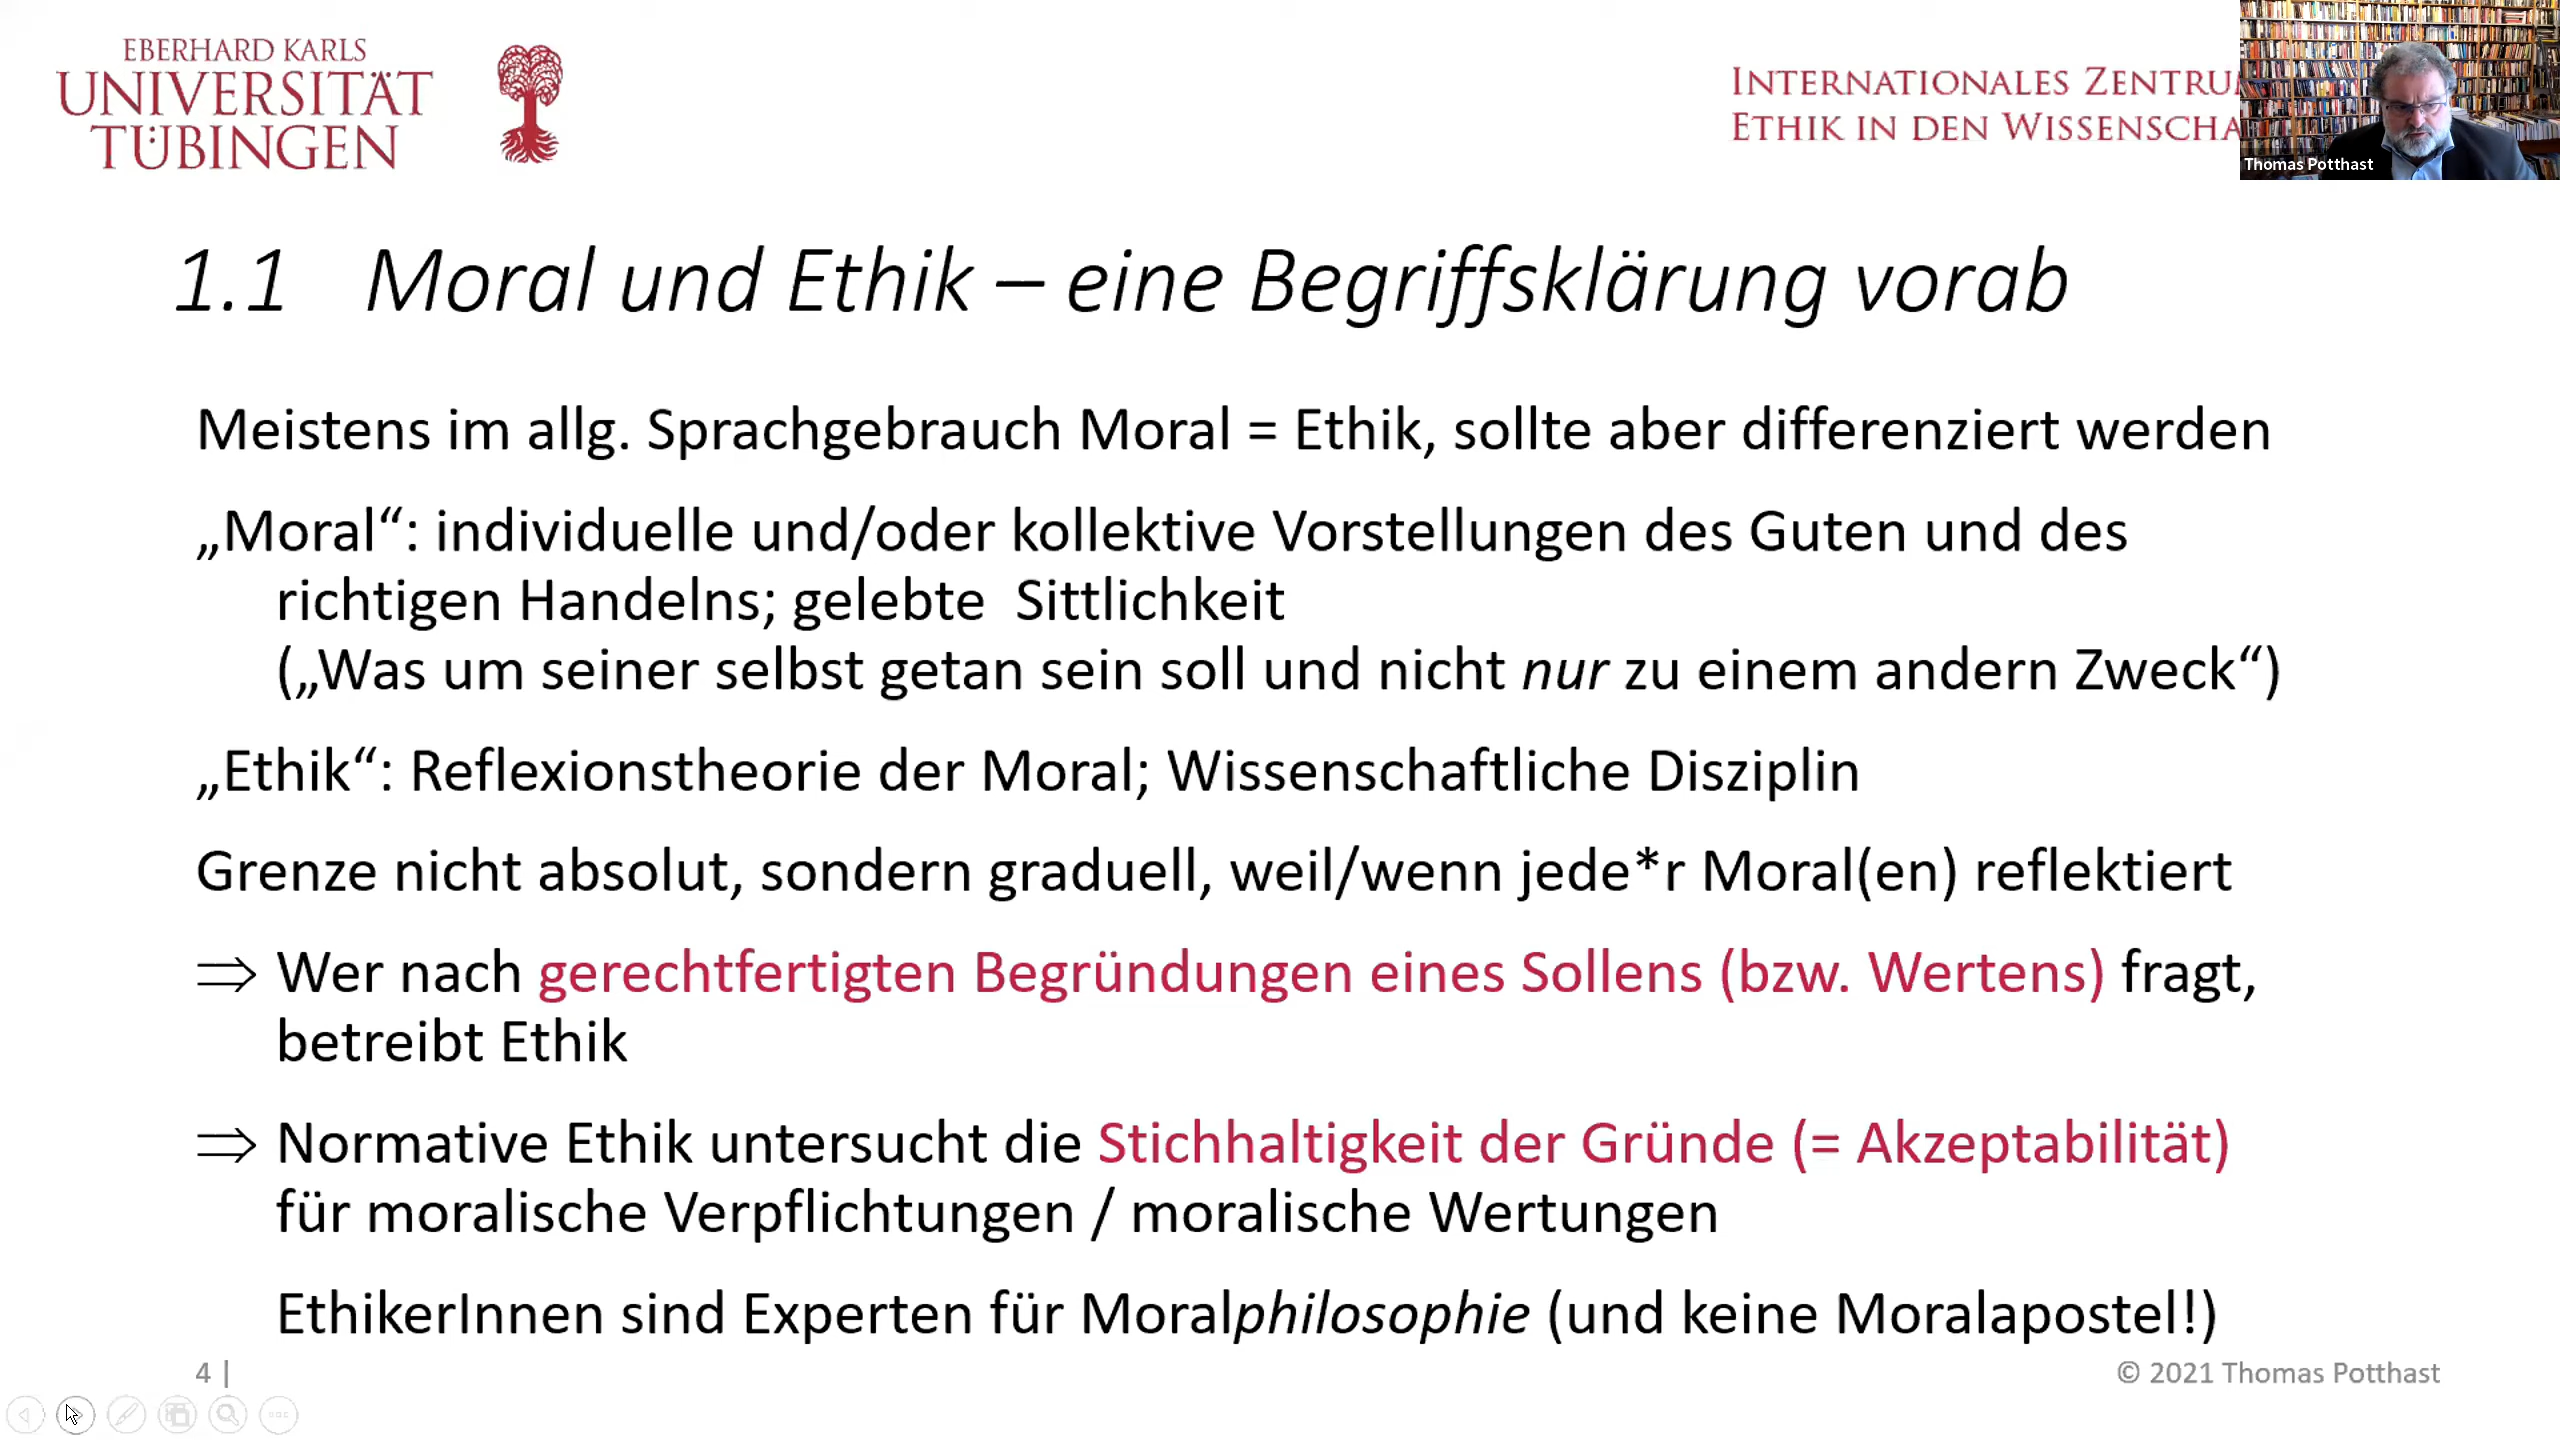 EBERHARD KARLS
UNIVERSITÄT
TÜBINGEN
INTERNATIONALES
ETHIK IN DEN
Thomas Potthast
1.1 Moral und Ethik – eine Begriffsklärung vorab
Meistens im allg. Sprachgebrauch Moral = Ethik, sollte aber differenziert werden
„Moral“: individuelle und/oder kollektive Vorstellungen des Guten und des
richtigen Handelns; gelebte Sittlichkeit
(„Was um seiner selbst getan sein soll und nicht nur zu einem andern Zweck“)
„Ethik“: Reflexionstheorie der Moral; Wissenschaftliche Disziplin
Grenze nicht absolut, sondern graduell, weil/wenn jede*r Moral(en) reflektiert
⇒ Wer nach gerechtfertigten Begründungen eines Sollens (bzw. Wertens) fragt,
betreibt Ethik
⇒ Normative Ethik untersucht die Stichhaltigkeit der Gründe (= Akzeptabilität)
für moralische Verpflichtungen / moralische Wertungen
EthikerInnen sind Experten für Moralphilosophie (und keine Moralapostel!)
4 |
© 2021 Thomas Potthast